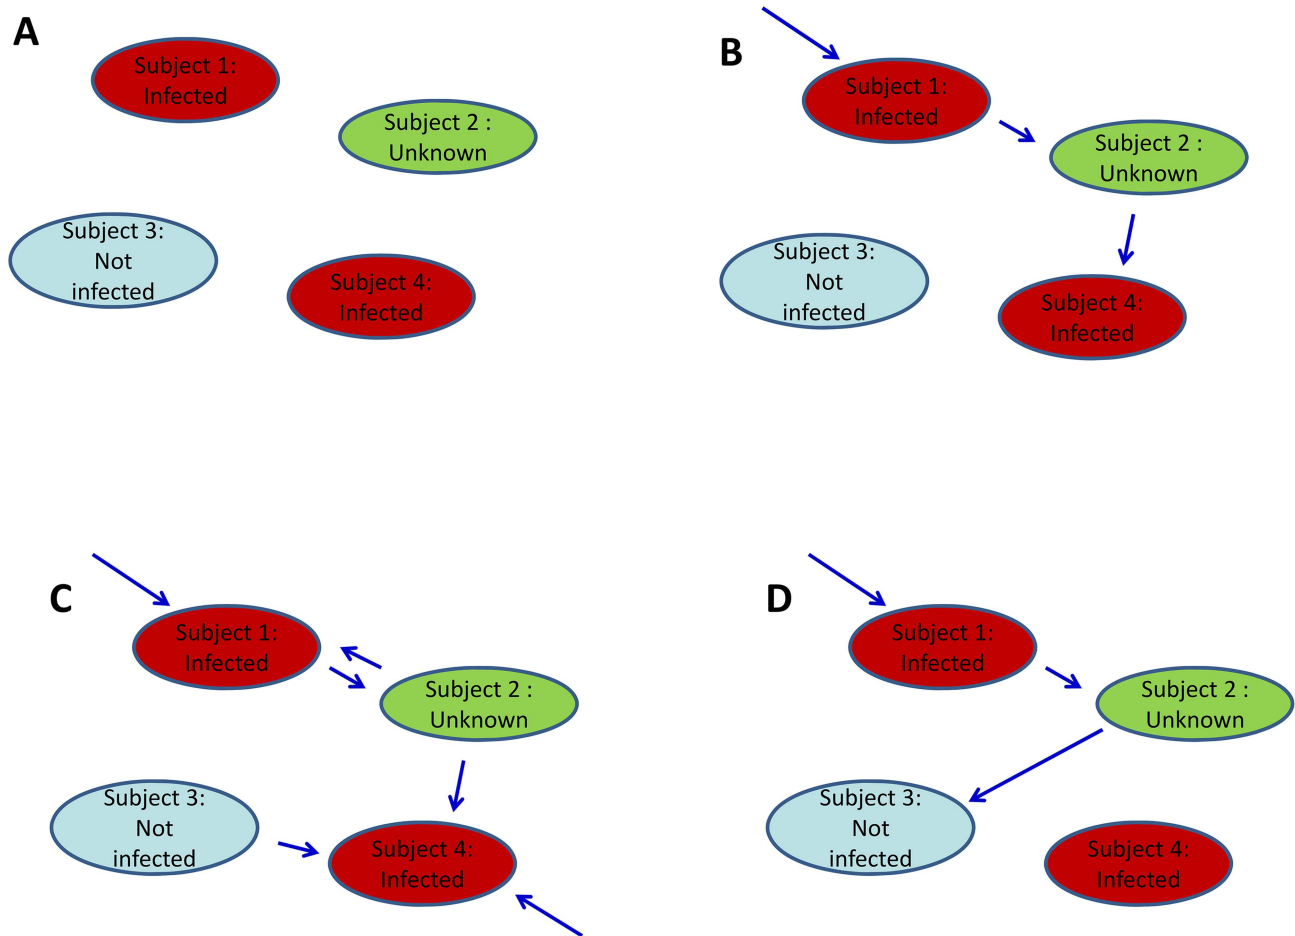 A
Subject 1:
Infected
Subject 2 :
Unknown
Subject 3:
Not
infected
Subject 4:
Infected
B
Subject 1:
Infected
Subject 2 :
Unknown
Subject 3:
Not
infected
Subject 4:
Infected
C
Subject 1:
Infected
Subject 2 :
Unknown
Subject 3:
Not
infected
Subject 4:
Infected
D
Subject 1:
Infected
Subject 2 :
Unknown
Subject 3:
Not
infected
Subject 4:
Infected